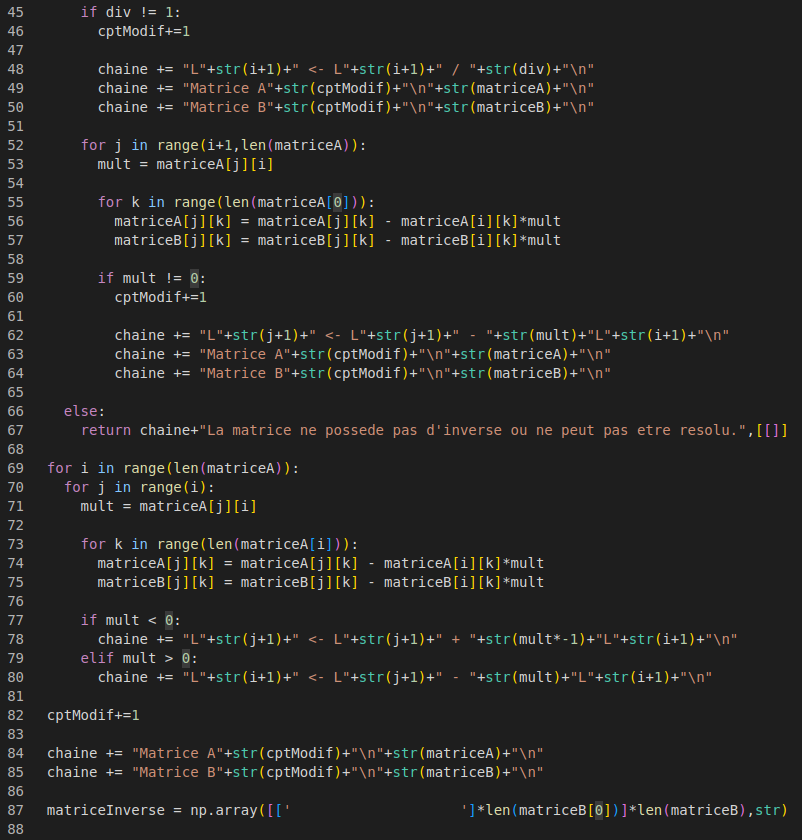 45 if div != 1:
46 cptModif+=1
47
48 chaine += "L"+str(i+1)+" <- L"+str(i+1)+" / "+str(div)+"\n"
49 chaine += "Matrice A"+str(cptModif)+"\n"+str(matriceA)+"\n"
50 chaine += "Matrice B"+str(cptModif)+"\n"+str(matriceB)+"\n"
51
52 for j in range(i+1,len(matriceA)):
53 mult = matriceA[j][i]
54
55 for k in range(len(matriceA[0])):
56 matriceA[j][k] = matriceA[j][k] - matriceA[i][k]*mult
57 matriceB[j][k] = matriceB[j][k] - matriceB[i][k]*mult
58
59 if mult != 0:
60 cptModif+=1
61
62 chaine += "L"+str(j+1)+" <- L"+str(j+1)+" - "+str(mult)+"L"+str(i+1)+"\n"
63 chaine += "Matrice A"+str(cptModif)+"\n"+str(matriceA)+"\n"
64 chaine += "Matrice B"+str(cptModif)+"\n"+str(matriceB)+"\n"
65
66 else:
67 return chaine+"La matrice ne possede pas d'inverse ou ne peut pas etre resolu.",[[]]
68
69 for i in range(len(matriceA)):
70 for j in range(i):
71 mult = matriceA[j][i]
72
73 for k in range(len(matriceA[i])):
74 matriceA[j][k] = matriceA[j][k] - matriceA[i][k]*mult
75 matriceB[j][k] = matriceB[j][k] - matriceB[i][k]*mult
76
77 if mult < 0:
78 chaine += "L"+str(j+1)+" <- L"+str(j+1)+" + "+str(mult*-1)+"L"+str(i+1)+"\n"
79 elif mult > 0:
80 chaine += "L"+str(i+1)+" <- L"+str(j+1)+" - "+str(mult)+"L"+str(i+1)+"\n"
81
82 cptModif+=1
83
84 chaine += "Matrice A"+str(cptModif)+"\n"+str(matriceA)+"\n"
85 chaine += "Matrice B"+str(cptModif)+"\n"+str(matriceB)+"\n"
86
87 matriceInverse = np.array([['                    ']*len(matriceB[0])]*len(matriceB),str)
88